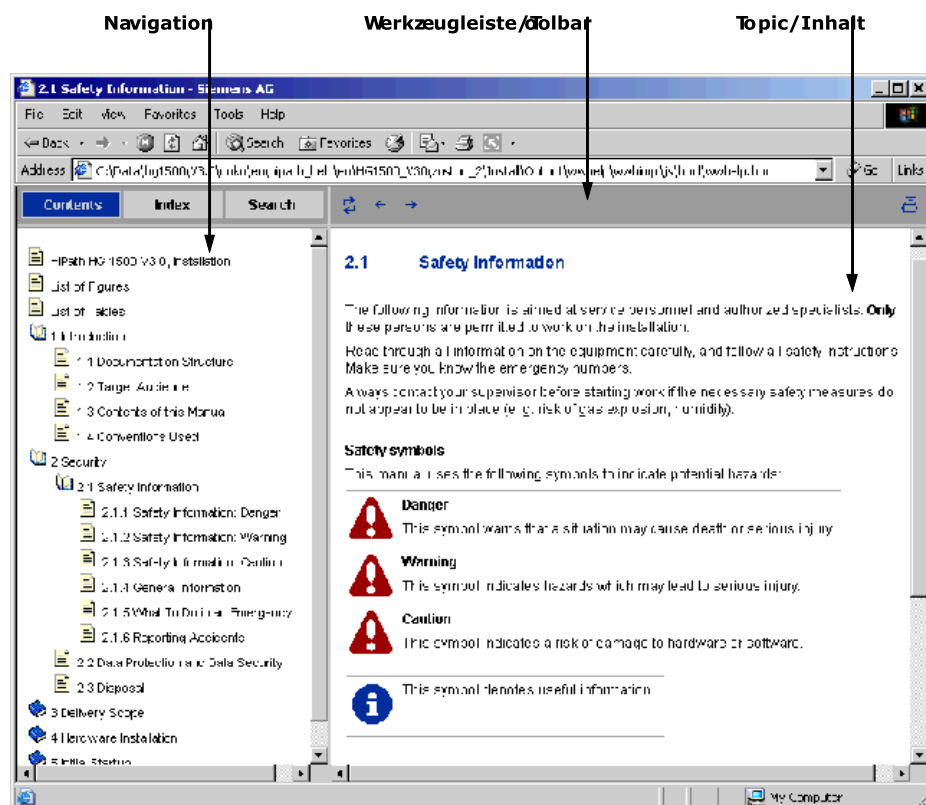 Navigation Werkzeugleiste/Toolbar Topic/Inhalt
2.1 Safety Information - Siemens AG
File Edit View Favorites Tools Help
Back Search Favorites
Address Go Links
Contents Index Search
HiPath HG 1500 V3.0, Installation
List of Figures
List of Tables
1 Introduction
1.1 Documentation Structure
1.2 Target Audience
1.3 Contents of this Manual
1.4 Conventions Used
2 Security
2.1 Safety Information
2.1.1 Safety Information: Danger
2.1.2 Safety Information: Warning
2.1.3 Safety Information: Caution
2.1.4 General Information
2.1.5 What To Do in an Emergency
2.1.6 Reporting Accidents
2.2 Data Protection and Data Security
2.3 Disposal
3 Delivery Scope
4 Hardware Installation
5 Initial Startup
2.1 Safety Information
The following information is aimed at service personnel and authorized specialists. Only
these persons are permitted to work on the installation.
Read through all information on the equipment carefully, and follow all safety instructions.
Make sure you know the emergency numbers.
Always contact your supervisor before starting work if the necessary safety measures do
not appear to be in place (e.g. risk of gas explosion, humidity).
Safety symbols
This manual uses the following symbols to indicate potential hazards:
Danger
This symbol warns that a situation may cause death or serious injury.
Warning
This symbol indicates hazards which may lead to serious injury.
Caution
This symbol indicates a risk of damage to hardware or software.
This symbol denotes useful information.
My Computer